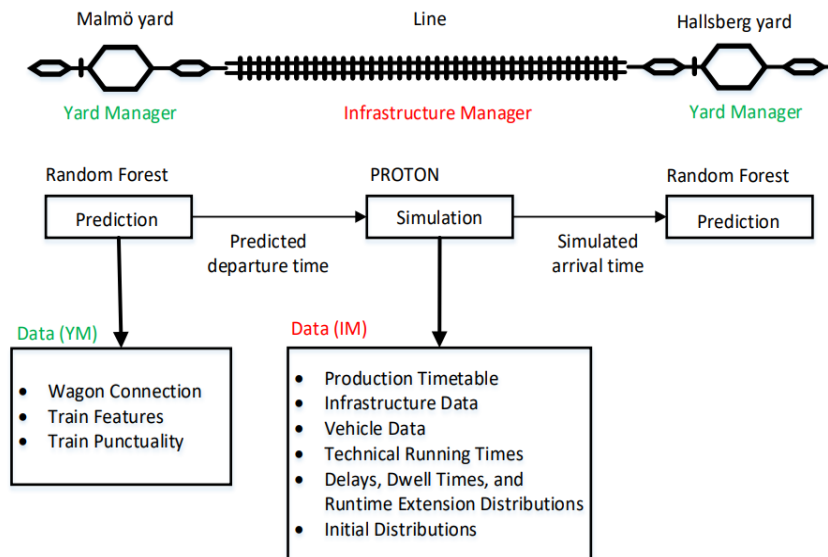 Malmö yard
Line
Hallsberg yard
Yard Manager
Infrastructure Manager
Yard Manager
Random Forest
PROTON
Random Forest
Prediction
Simulation
Prediction
Predicted
departure time
Simulated
arrival time
Data (YM)
• Wagon Connection
• Train Features
• Train Punctuality
Data (IM)
• Production Timetable
• Infrastructure Data
• Vehicle Data
• Technical Running Times
• Delays, Dwell Times, and
Runtime Extension Distributions
• Initial Distributions